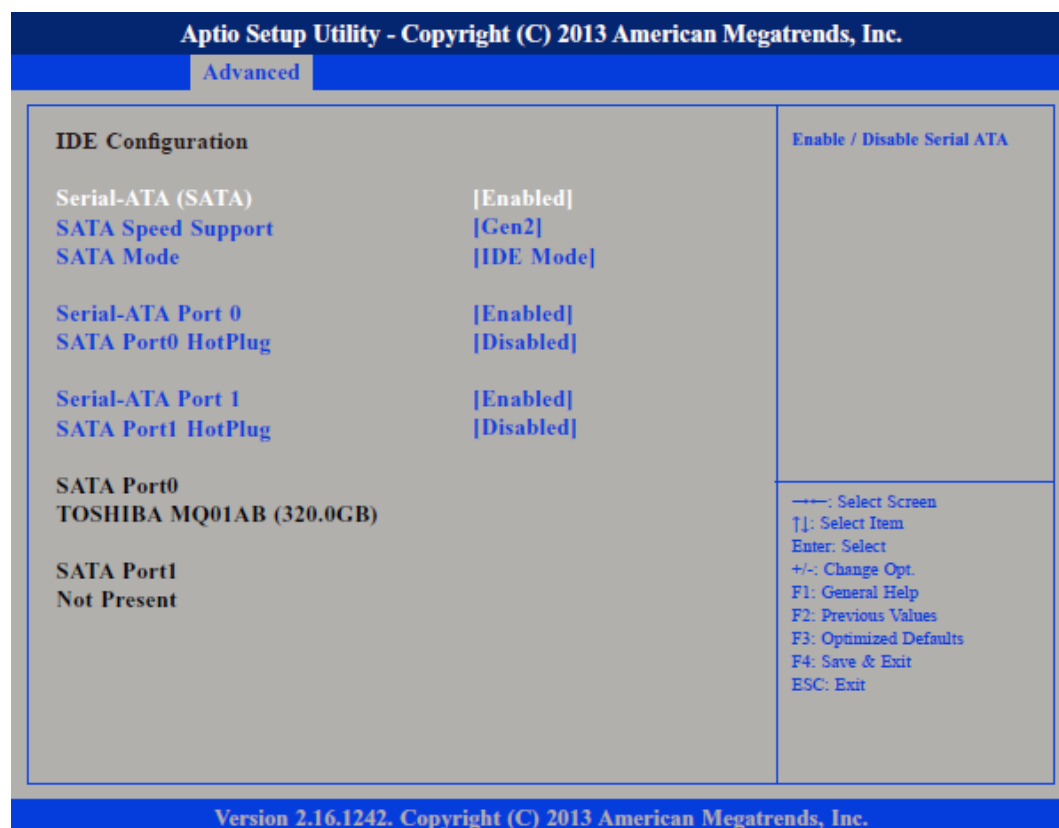 Aptio Setup Utility - Copyright (C) 2013 American Megatrends, Inc.
Advanced
IDE Configuration
Serial-ATA (SATA) [Enabled]
SATA Speed Support [Gen2]
SATA Mode [IDE Mode]
Serial-ATA Port 0 [Enabled]
SATA Port0 HotPlug [Disabled]
Serial-ATA Port 1 [Enabled]
SATA Port1 HotPlug [Disabled]
SATA Port0
TOSHIBA MQ01AB (320.0GB)
SATA Port1
Not Present
Enable / Disable Serial ATA
→←: Select Screen
↑↓: Select Item
Enter: Select
+/-: Change Opt.
F1: General Help
F2: Previous Values
F3: Optimized Defaults
F4: Save & Exit
ESC: Exit
Version 2.16.1242. Copyright (C) 2013 American Megatrends, Inc.